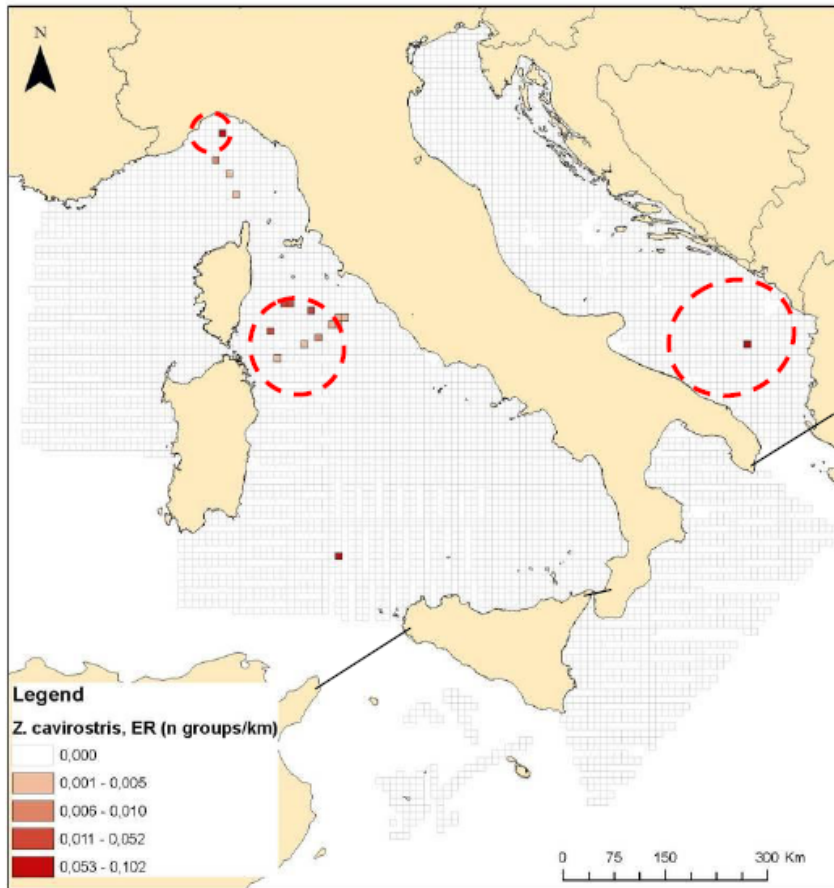 N
Legend
Z. cavirostris, ER (n groups/km)
0,000
0,001 - 0,005
0,006 - 0,010
0,011 - 0,052
0,053 - 0,102
0 75 150 300 Km